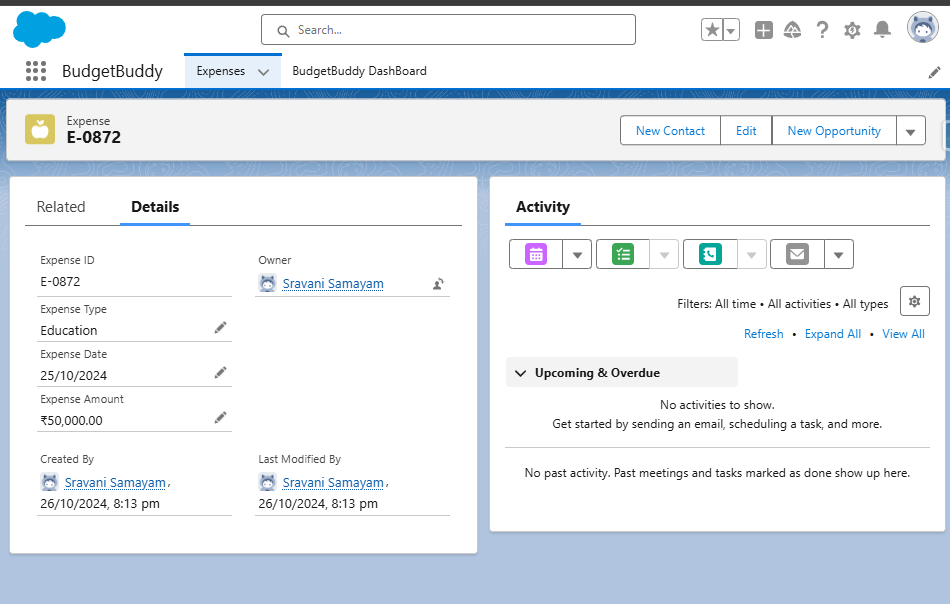 Search...
BudgetBuddy
Expenses
BudgetBuddy DashBoard
Expense
E-0872
New Contact
Edit
New Opportunity
Related
Details
Expense ID
E-0872
Owner
Sravani Samayam
Expense Type
Education
Expense Date
25/10/2024
Expense Amount
₹50,000.00
Created By
Sravani Samayam,
26/10/2024, 8:13 pm
Last Modified By
Sravani Samayam,
26/10/2024, 8:13 pm
Activity
Filters: All time • All activities • All types
Refresh • Expand All • View All
Upcoming & Overdue
No activities to show.
Get started by sending an email, scheduling a task, and more.
No past activity. Past meetings and tasks marked as done show up here.